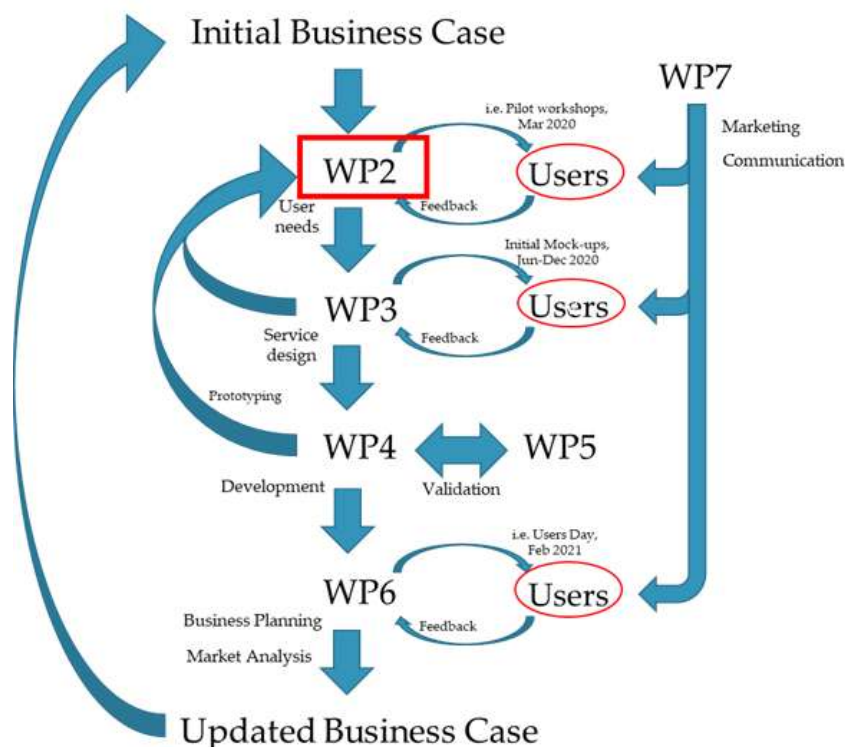 Initial Business Case
WP7
i.e. Pilot workshops,
Mar 2020
Marketing
Communication
WP2
Users
User
needs
Feedback
Initial Mock-ups,
Jun-Dec 2020
WP3
Users
Service
design
Feedback
Prototyping
WP4
WP5
Development
Validation
i.e. Users Day,
Feb 2021
WP6
Users
Business Planning
Feedback
Market Analysis
Updated Business Case